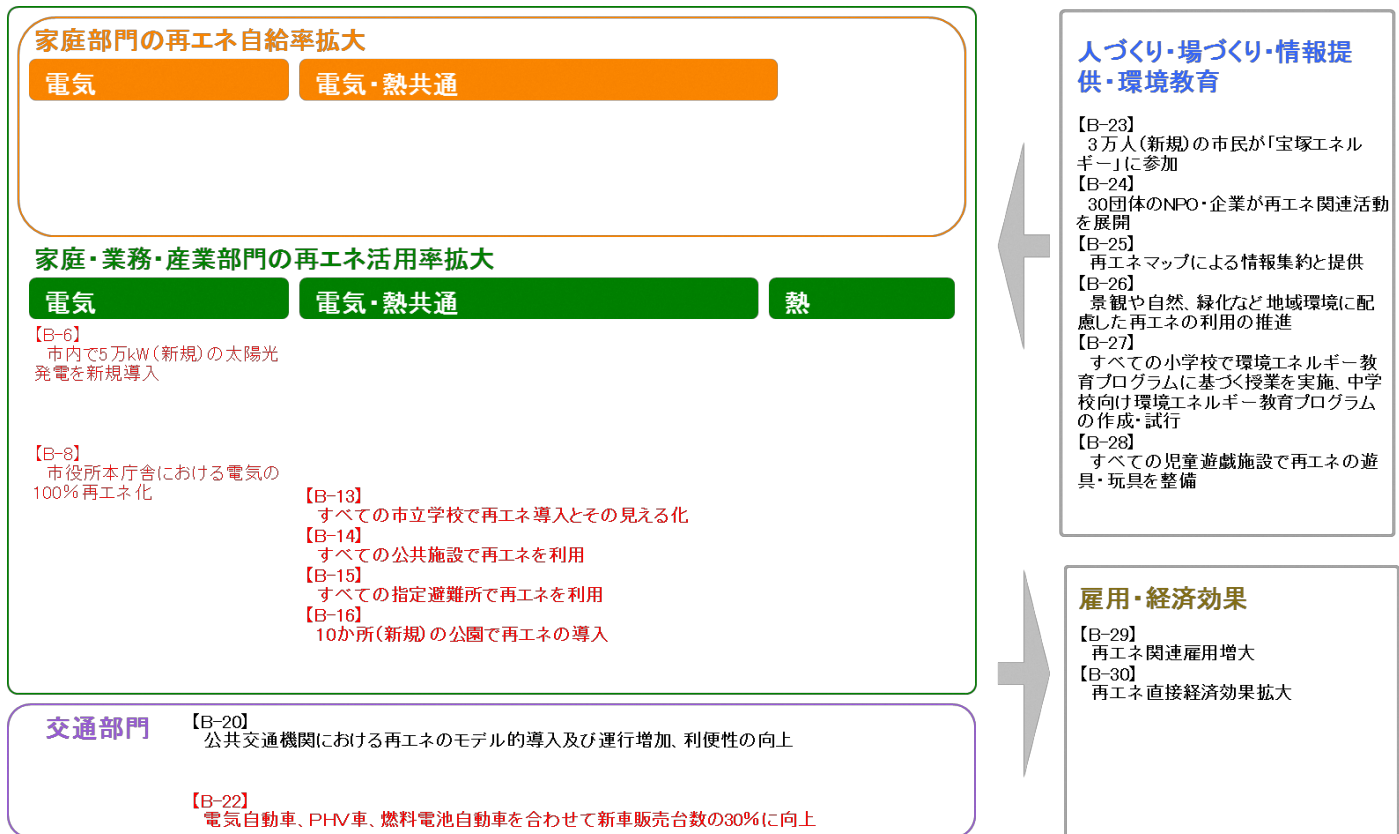 家庭部門の再エネ自給率拡大
電気
電気・熱共通
家庭・業務・産業部門の再エネ活用率拡大
電気
電気・熱共通
熱
【B-6】
市内で5万kW(新規)の太陽光
発電を新規導入
【B-8】
市役所本庁舎における電気の
100%再エネ化
【B-13】
すべての市立学校で再エネ導入とその見える化
【B-14】
すべての公共施設で再エネを利用
【B-15】
すべての指定避難所で再エネを利用
【B-16】
10か所(新規)の公園で再エネの導入
交通部門
【B-20】
公共交通機関における再エネのモデル的導入及び運行増加、利便性の向上
【B-22】
電気自動車、PHV車、燃料電池自動車を合わせて新車販売台数の30%に向上
人づくり・場づくり・情報提
供・環境教育
【B-23】
3万人(新規)の市民が「宝塚エネル
ギー」に参加
【B-24】
30団体のNPO・企業が再エネ関連活動
を展開
【B-25】
再エネマップによる情報集約と提供
【B-26】
景観や自然、緑化など地域環境に配
慮した再エネの利用の推進
【B-27】
すべての小学校で環境エネルギー教
育プログラムに基づく授業を実施、中学
校向け環境エネルギー教育プログラム
の作成・試行
【B-28】
すべての児童遊戯施設で再エネの遊
具・玩具を整備
雇用・経済効果
【B-29】
再エネ関連雇用増大
【B-30】
再エネ直接経済効果拡大